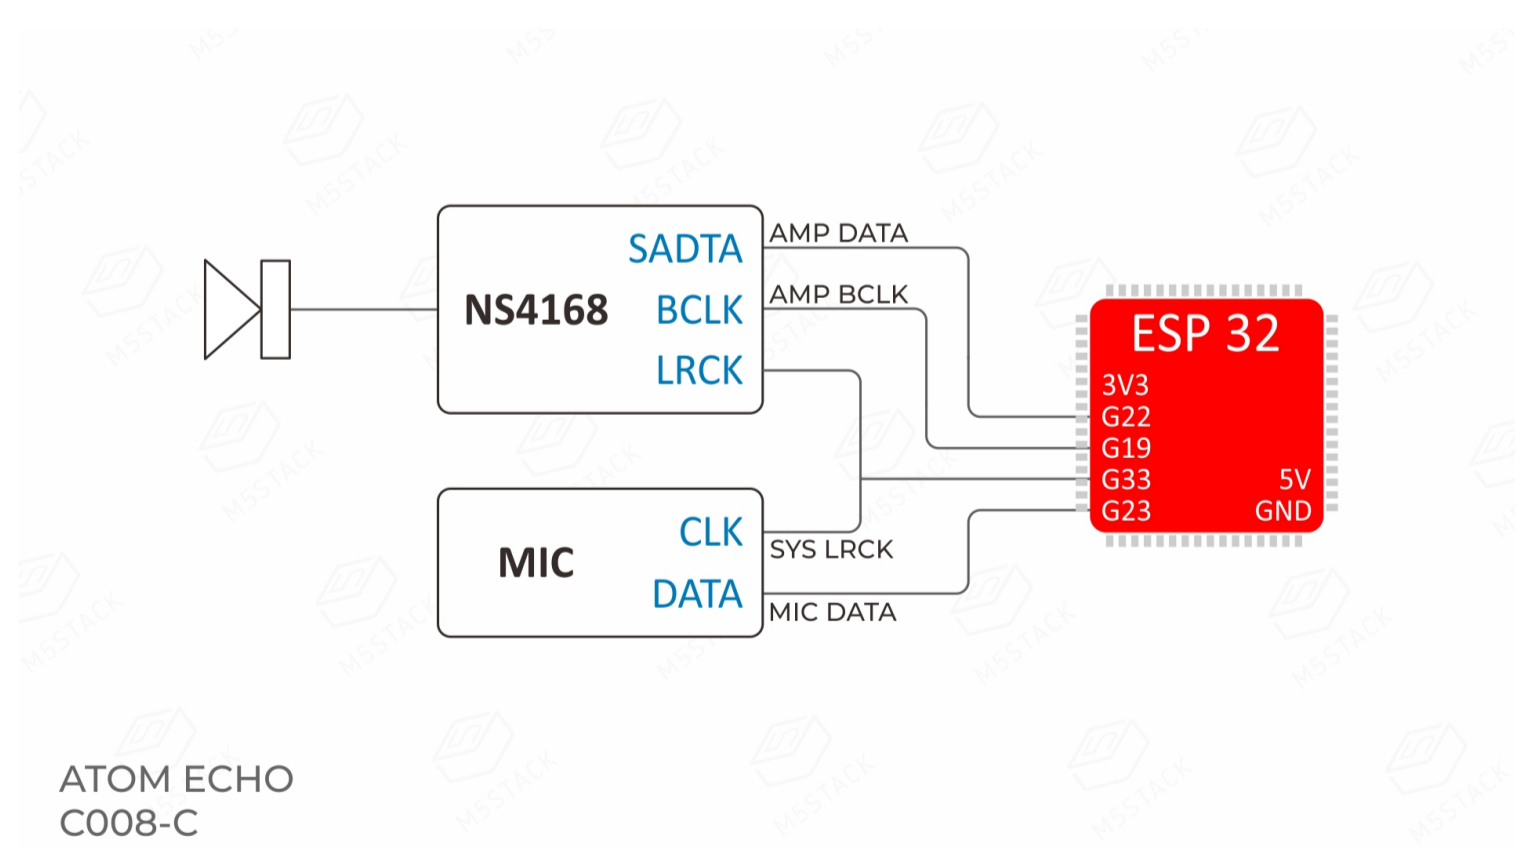 SADTA
AMP DATA
NS4168
BCLK
AMP BCLK
LRCK
ESP 32
3V3
G22
G19
G33
5V
G23
GND
MIC
CLK
SYS LRCK
DATA
MIC DATA
ATOM ECHO
C008-C
M5STACK